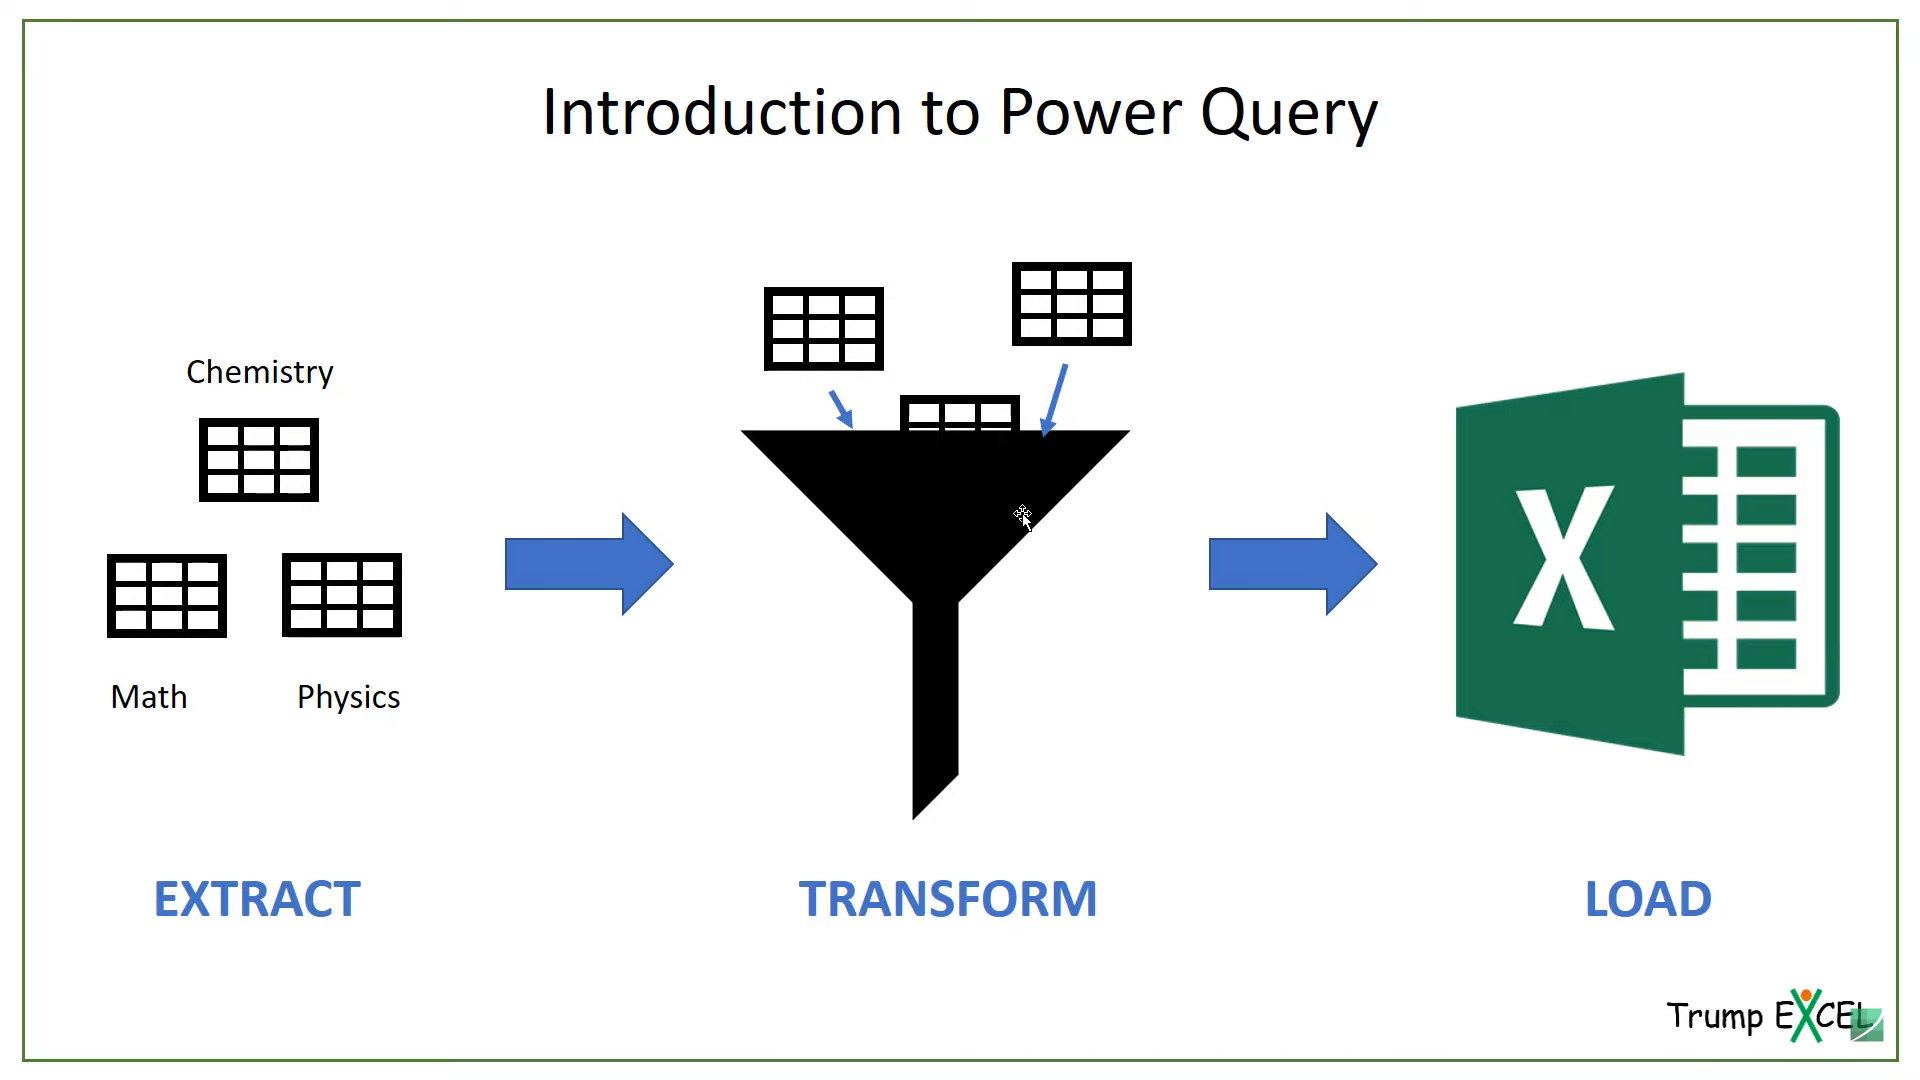 Introduction to Power Query
Chemistry
Math
Physics
X
EXTRACT
TRANSFORM
LOAD
Trump EXCEL